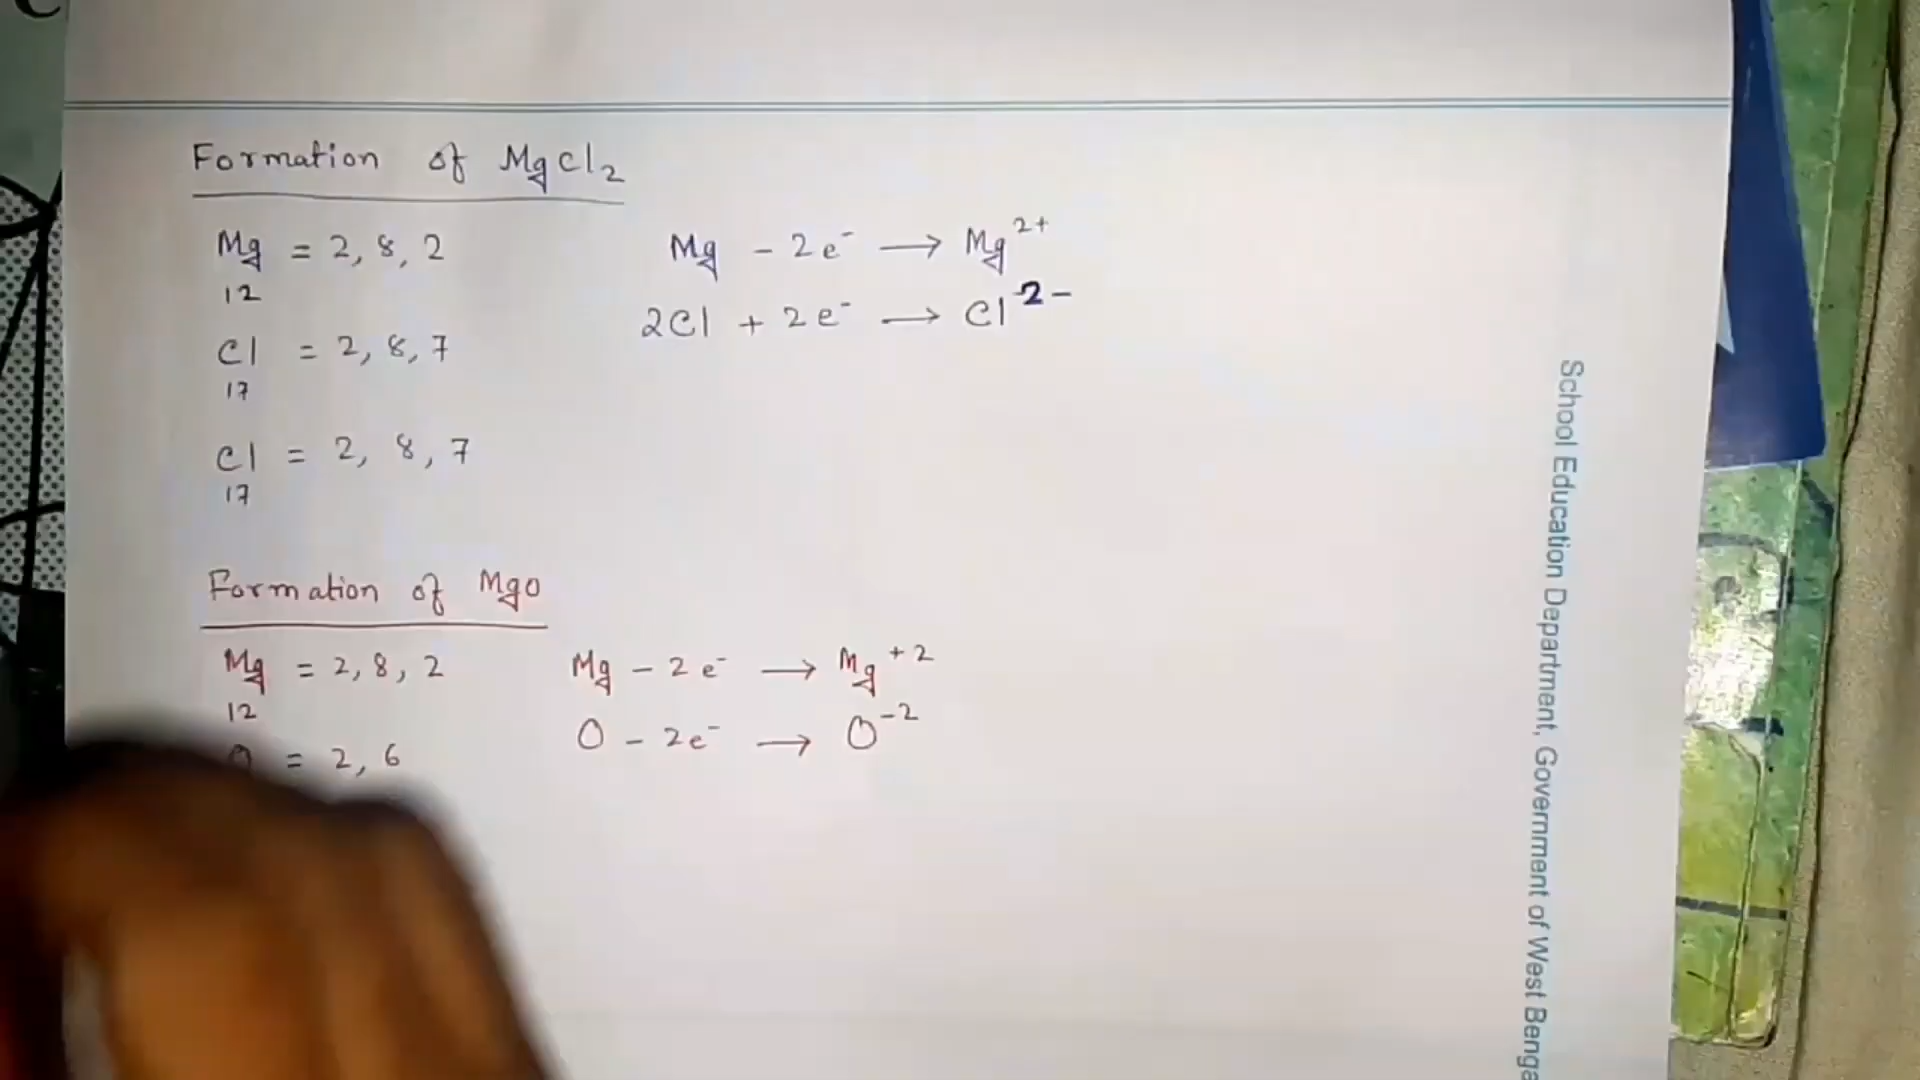 Formation of MgCl2
Mg = 2, 8, 2
12
Cl = 2, 8, 7
17
Cl = 2, 8, 7
17
Mg - 2e⁻ ⟶ Mg²⁺
2Cl + 2e⁻ ⟶ Cl²⁻
Formation of MgO
Mg = 2, 8, 2
12
= 2, 6
Mg - 2e⁻ ⟶ Mg⁺²
O - 2e⁻ ⟶ O⁻²
School Education Department, Government of West